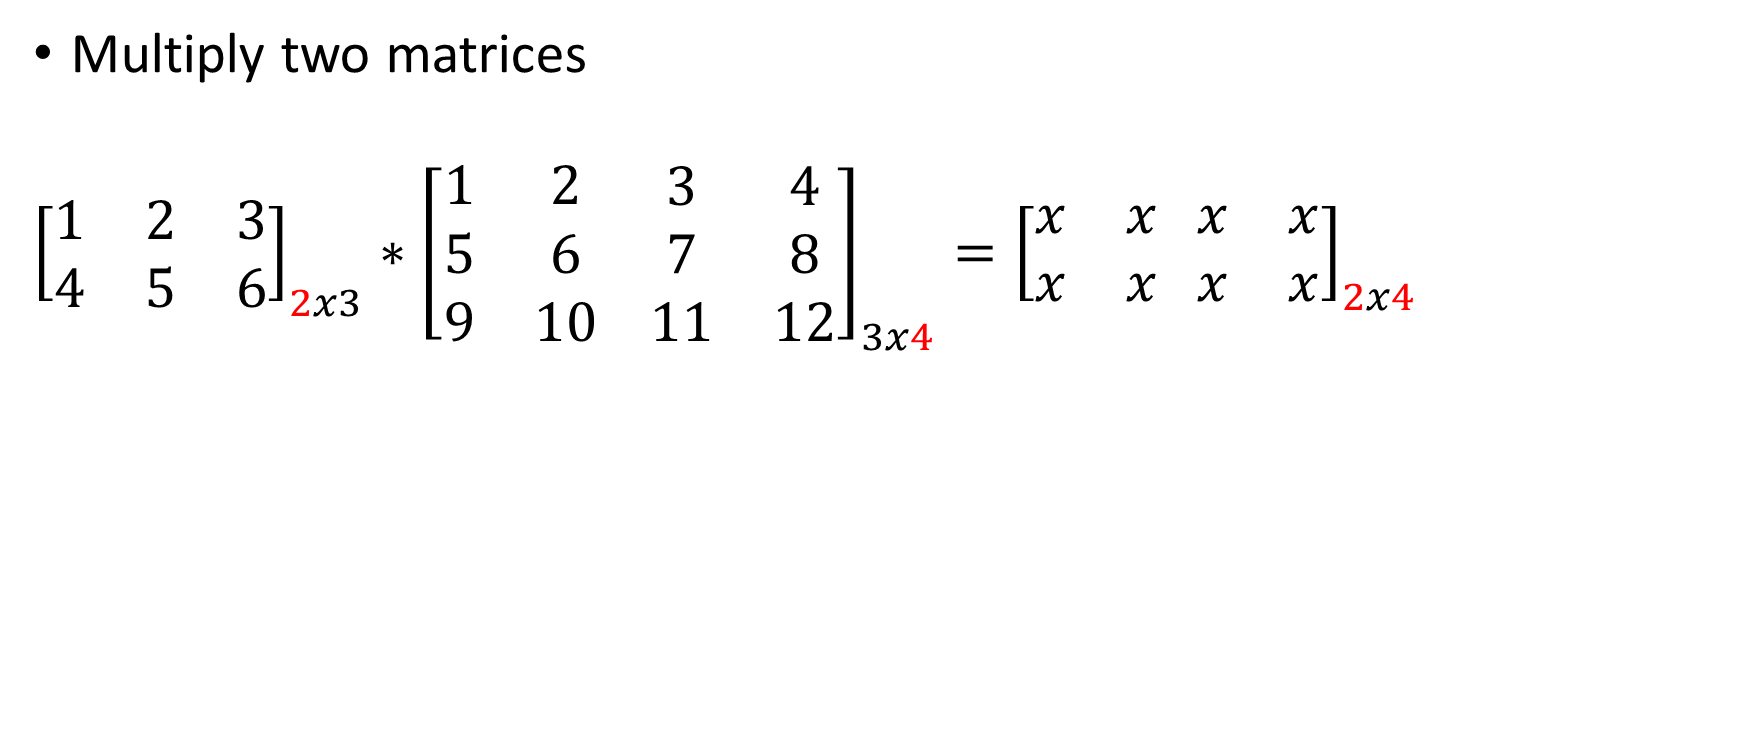 • Multiply two matrices
[1 2 3
4 5 6]2x3 * [1 2 3 4
5 6 7 8
9 10 11 12]3x4 = [x x x x
x x x x]2x4